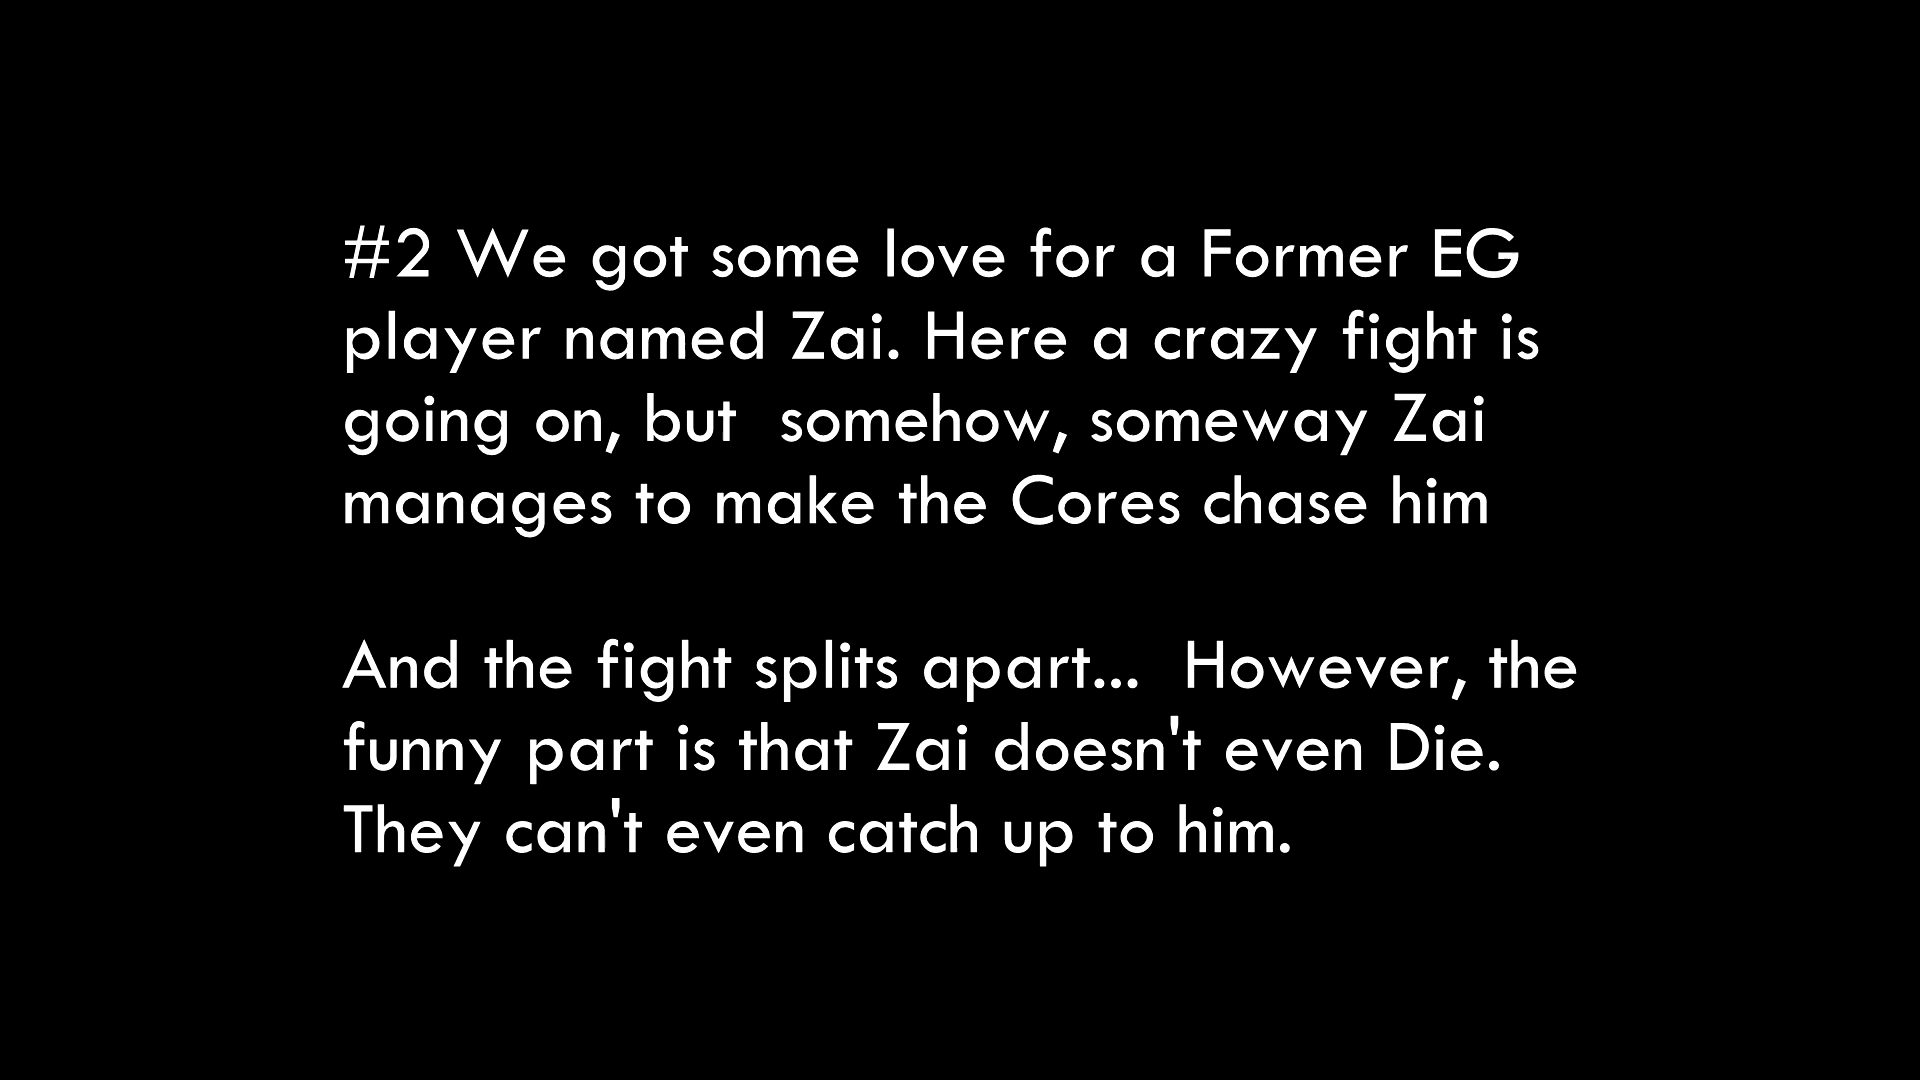 #2 We got some love for a Former EG
player named Zai. Here a crazy fight is
going on, but  somehow, someway Zai
manages to make the Cores chase him
And the fight splits apart...  However, the
funny part is that Zai doesn't even Die.
They can't even catch up to him.